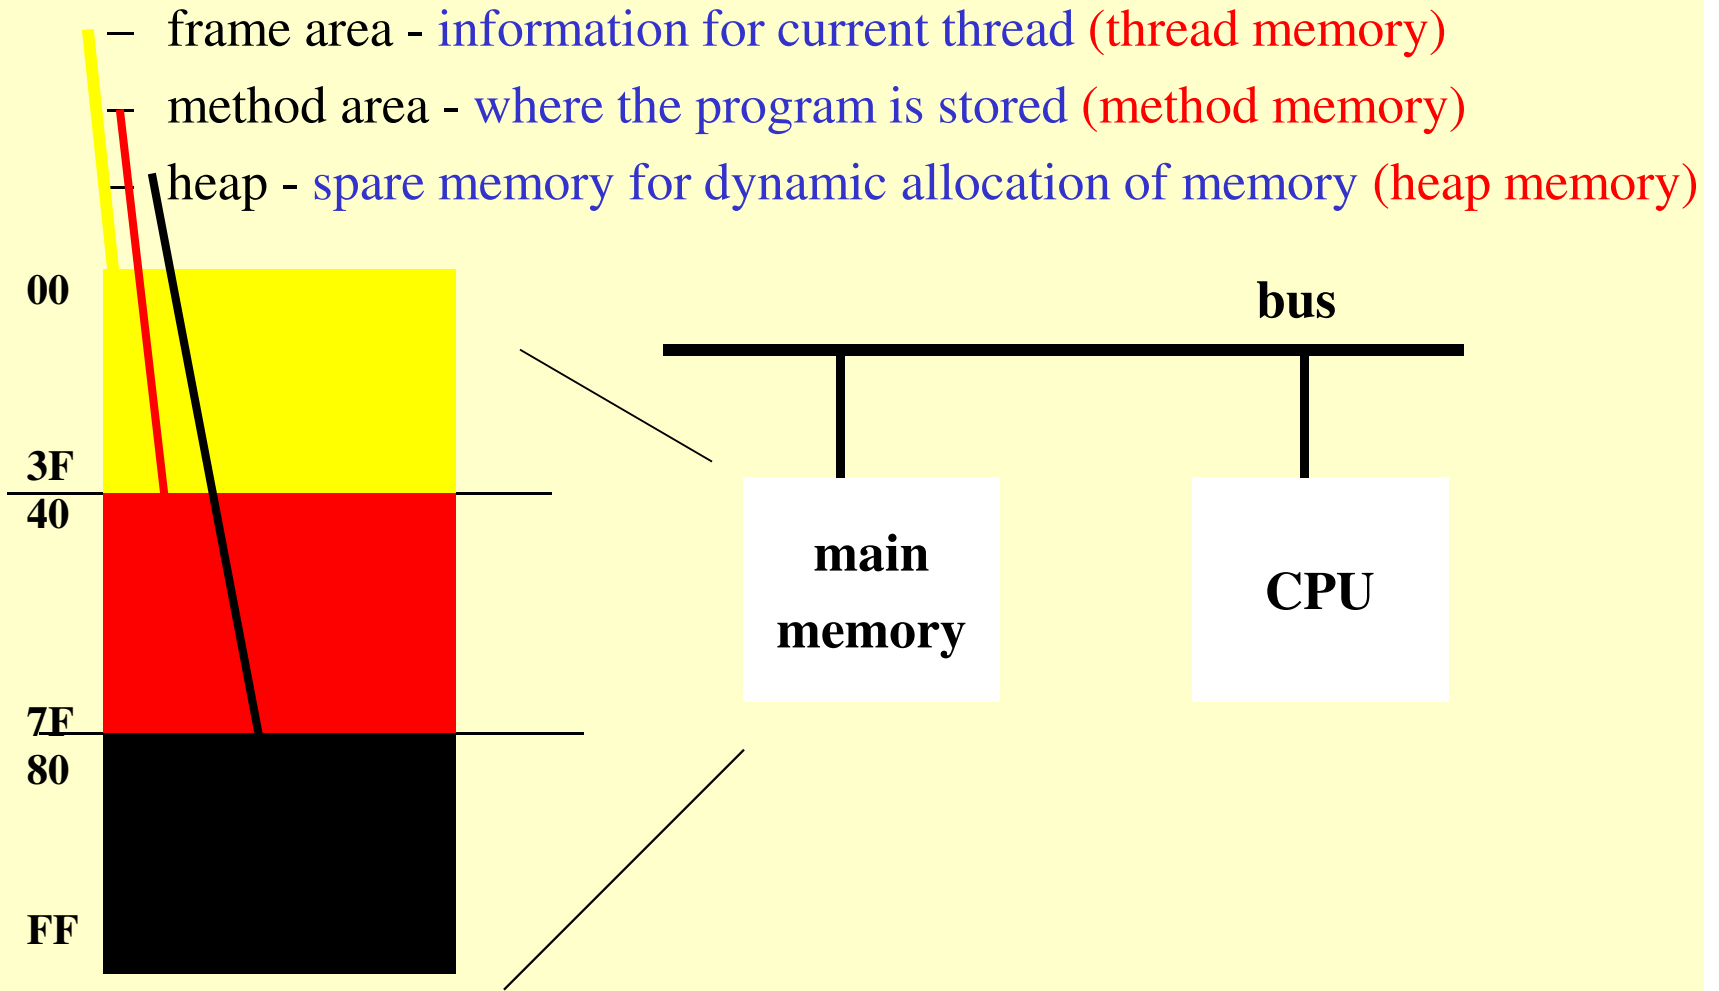 – frame area - information for current thread (thread memory)
– method area - where the program is stored (method memory)
– heap - spare memory for dynamic allocation of memory (heap memory)
00
bus
3F
40
main
memory
CPU
7F
80
FF